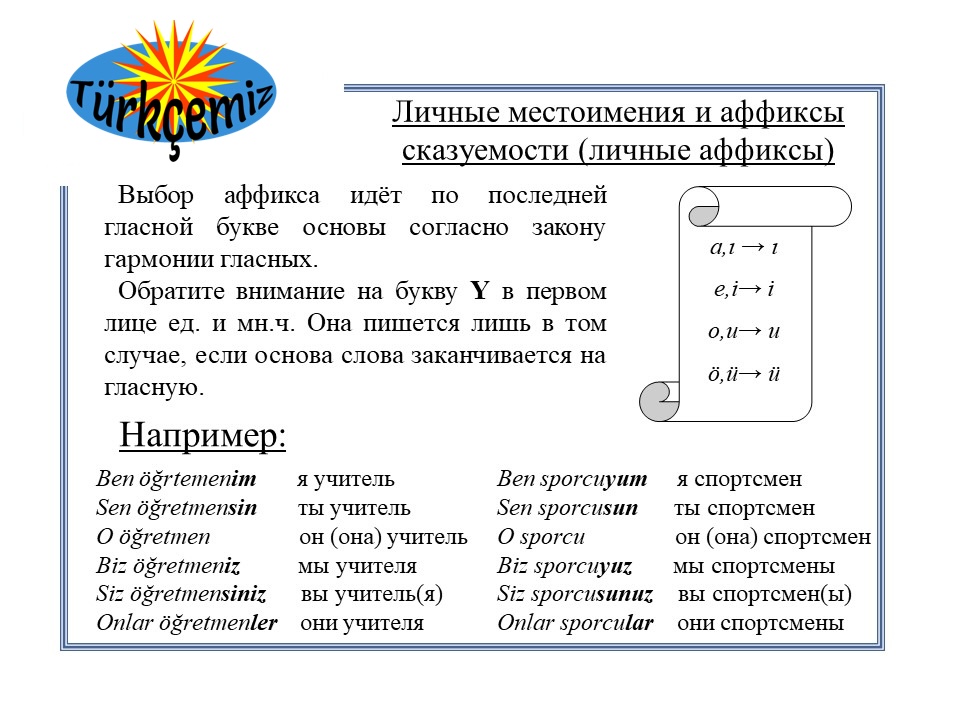 Türkçemiz
Личные местоимения и аффиксы
сказуемости (личные аффиксы)
Выбор аффикса идёт по последней
гласной букве основы согласно закону
гармонии гласных.
Обратите внимание на букву Y в первом
лице ед. и мн.ч. Она пишется лишь в том
случае, если основа слова заканчивается на
гласную.
a,ı → ı
e,i→ i
o,u→ u
ö,ü→ ü
Например:
Ben öğrtemenim я учитель
Sen öğretmensin ты учитель
O öğretmen он (она) учитель
Biz öğretmeniz мы учителя
Siz öğretmensiniz вы учитель(я)
Onlar öğretmenler они учителя
Ben sporcuyum я спортсмен
Sen sporcusun ты спортсмен
O sporcu он (она) спортсмен
Biz sporcuyuz мы спортсмены
Siz sporcusunuz вы спортсмен(ы)
Onlar sporcular они спортсмены